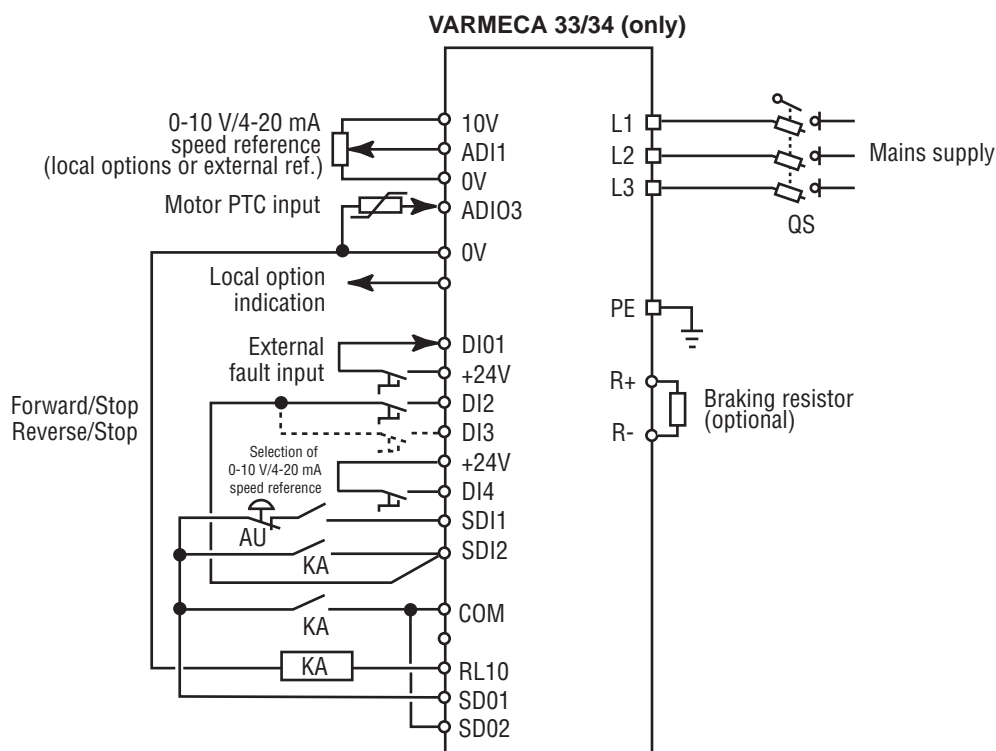 VARMECA 33/34 (only)
0-10 V/4-20 mA
speed reference
(local options or external ref.)
Motor PTC input
Local option
indication
External
fault input
Forward/Stop
Reverse/Stop
Selection of
0-10 V/4-20 mA
speed reference
AU
KA
KA
KA
10V
ADI1
0V
ADIO3
0V
DI01
+24V
DI2
DI3
+24V
DI4
SDI1
SDI2
COM
RL10
SD01
SD02
L1
L2
L3
PE
R+
R-
QS
Mains supply
Braking resistor
(optional)